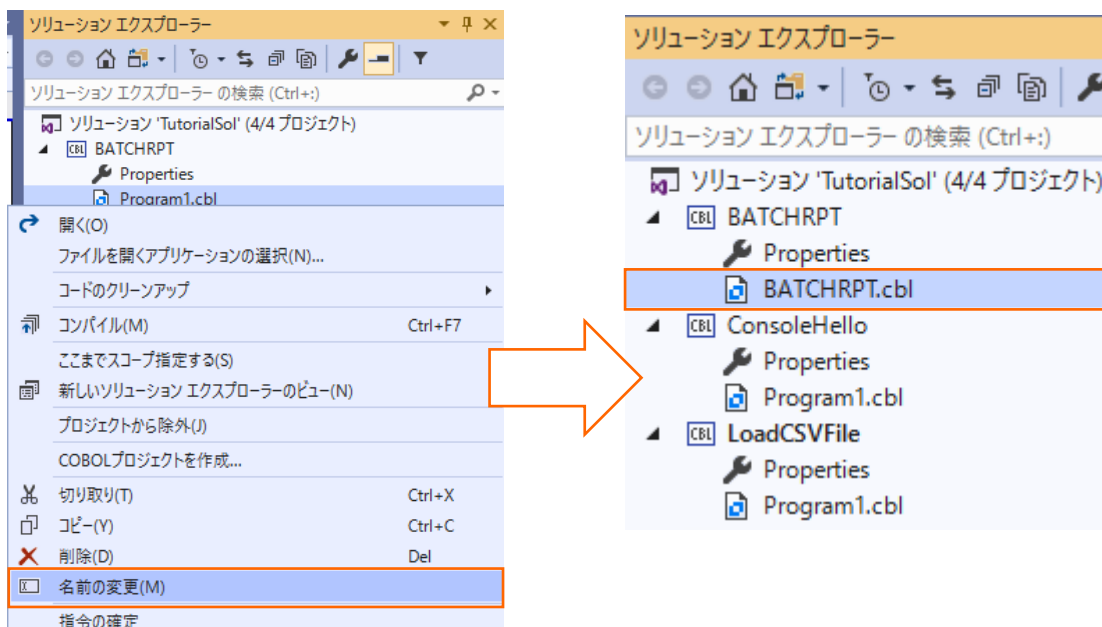 ソリューション エクスプローラー
ソリューション エクスプローラー の検索 (Ctrl+:)
ソリューション 'TutorialSol' (4/4 プロジェクト)
CBL BATCHRPT
Properties
Program1.cbl
開く(O)
ファイルを開くアプリケーションの選択(N)...
コードのクリーンアップ
コンパイル(M) Ctrl+F7
ここまでスコープ指定する(S)
新しいソリューション エクスプローラーのビュー(N)
プロジェクトから除外(J)
COBOLプロジェクトを作成...
切り取り(T) Ctrl+X
コピー(Y) Ctrl+C
削除(D) Del
名前の変更(M)
指令の確定
ソリューション エクスプローラー
ソリューション エクスプローラー の検索 (Ctrl+:)
ソリューション 'TutorialSol' (4/4 プロジェクト)
CBL BATCHRPT
Properties
BATCHRPT.cbl
CBL ConsoleHello
Properties
Program1.cbl
CBL LoadCSVFile
Properties
Program1.cbl